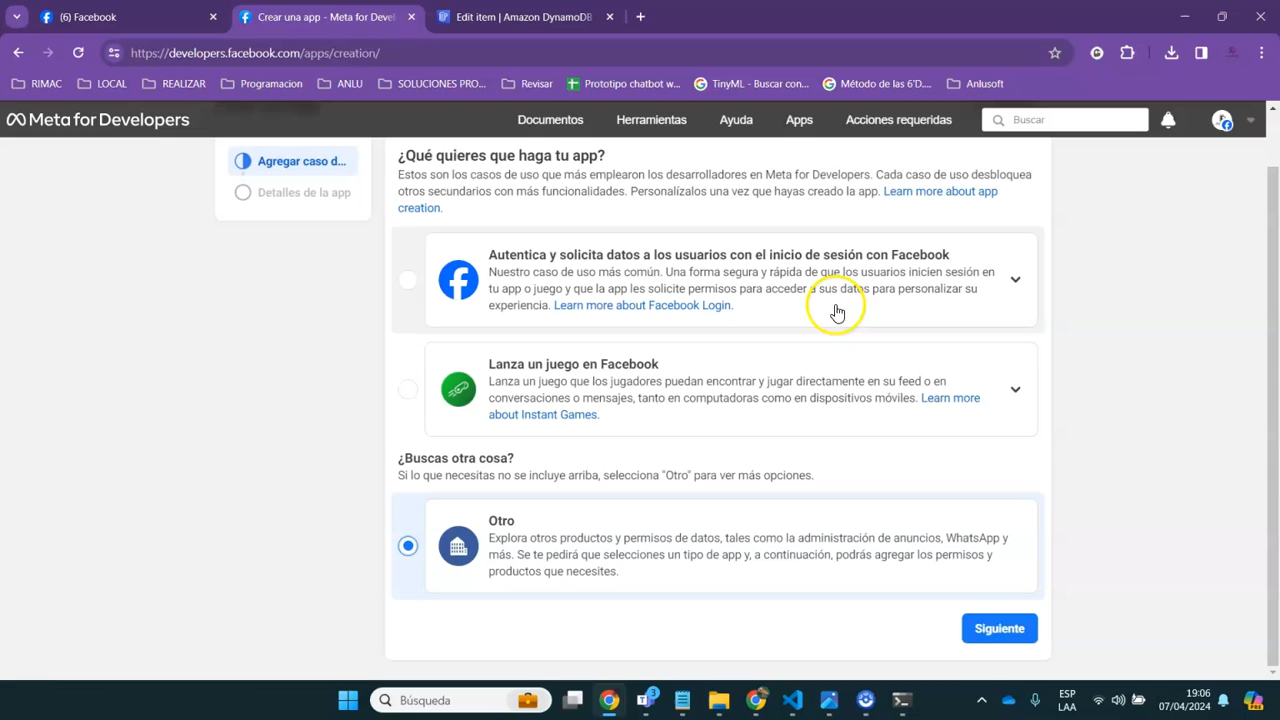 (6) Facebook
Crear una app - Meta for Devel
Edit item | Amazon DynamoDB
https://developers.facebook.com/apps/creation/
RIMAC
LOCAL
REALIZAR
Programacion
ANLU
SOLUCIONES PRO...
Revisar
Prototipo chatbot w...
TinyML - Buscar con...
Método de las 6'D....
Anlusoft
Meta for Developers
Documentos
Herramientas
Ayuda
Apps
Acciones requeridas
Buscar
Agregar caso d...
Detalles de la app
¿Qué quieres que haga tu app?
Estos son los casos de uso que más emplearon los desarrolladores en Meta for Developers. Cada caso de uso desbloquea
otros secundarios con más funcionalidades. Personalízalos una vez que hayas creado la app. Learn more about app
creation.
Autentica y solicita datos a los usuarios con el inicio de sesión con Facebook
Nuestro caso de uso más común. Una forma segura y rápida de que los usuarios inicien sesión en
tu app o juego y que la app les solicite permisos para acceder a sus datos para personalizar su
experiencia. Learn more about Facebook Login.
Lanza un juego en Facebook
Lanza un juego que los jugadores puedan encontrar y jugar directamente en su feed o en
conversaciones o mensajes, tanto en computadoras como en dispositivos móviles. Learn more
about Instant Games.
¿Buscas otra cosa?
Si lo que necesitas no se incluye arriba, selecciona "Otro" para ver más opciones.
Otro
Explora otros productos y permisos de datos, tales como la administración de anuncios, WhatsApp y
más. Se te pedirá que selecciones un tipo de app y, a continuación, podrás agregar los permisos y
productos que necesites.
Siguiente
Búsqueda
3
ESP
LAA
19:06
07/04/2024